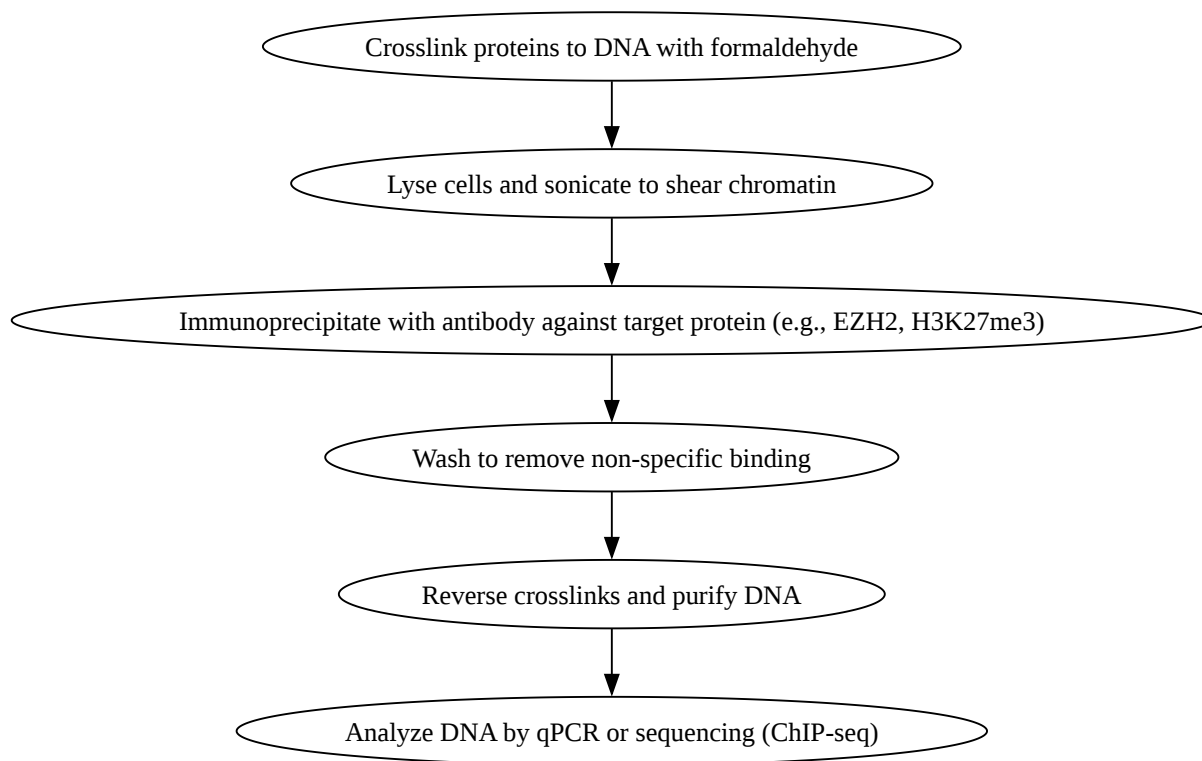 Crosslink proteins to DNA with formaldehyde
Lyse cells and sonicate to shear chromatin
Immunoprecipitate with antibody against target protein (e.g., EZH2, H3K27me3)
Wash to remove non-specific binding
Reverse crosslinks and purify DNA
Analyze DNA by qPCR or sequencing (ChIP-seq)